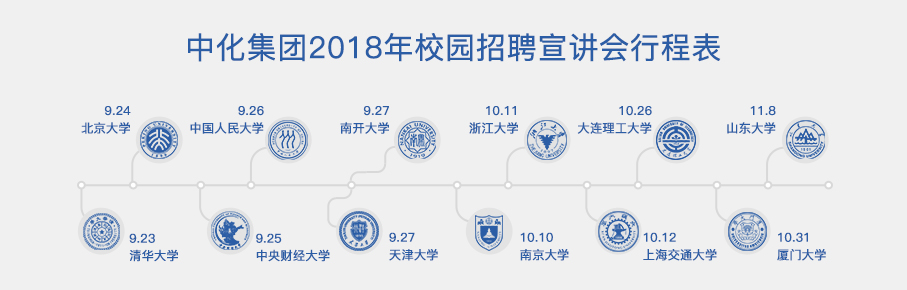 中化集团2018年校园招聘宣讲会行程表
9.24
北京大学
9.26
中国人民大学
9.27
南开大学
10.11
浙江大学
10.26
大连理工大学
11.8
山东大学
9.23
清华大学
9.25
中央财经大学
9.27
天津大学
10.10
南京大学
10.12
上海交通大学
10.31
厦门大学